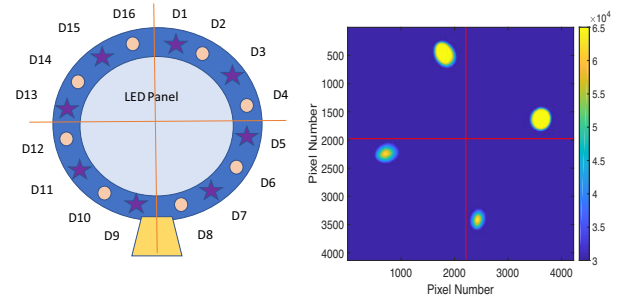 D16 D1
D15 D2
D14 D3
D13 LED Panel D4
D12 D5
D11 D6
D10 D7
D9 D8
×10⁴
6.5
6
5.5
5
4.5
4
3.5
3
500
1000
1500
2000
2500
3000
3500
4000
Pixel Number
1000 2000 3000 4000
Pixel Number